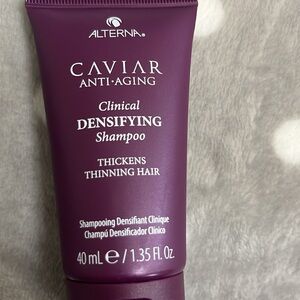 ALTERNA®
CAVIAR
ANTI·AGING
Clinical
DENSIFYING
Shampoo
THICKENS
THINNING HAIR
Shampooing Densifiant Clinique
Champú Densificador Clínico
40 mL ℮ / 1.35 Fl. Oz.